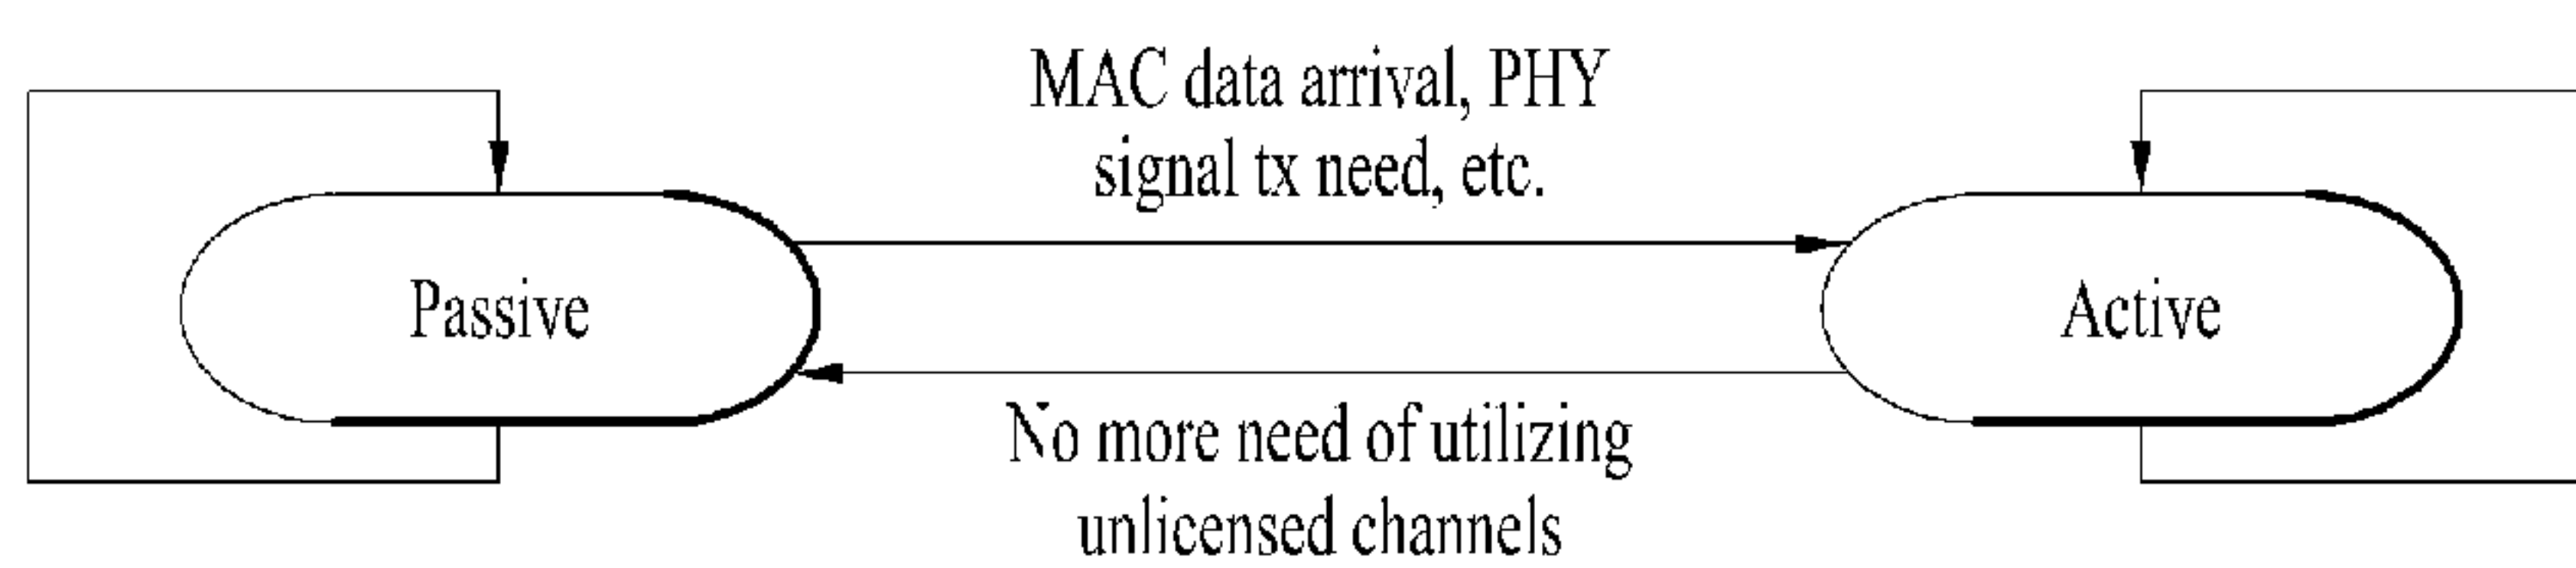 MAC data arrival, PHY
signal tx need, etc.
Passive
Active
No more need of utilizing
unlicensed channels